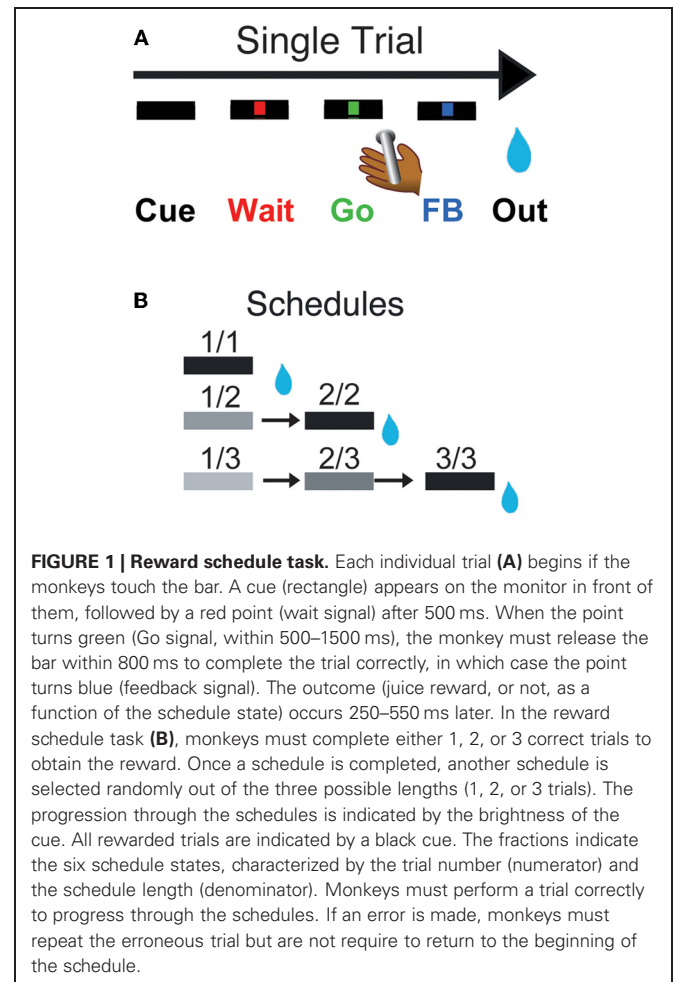 A
Single Trial
Cue Wait Go FB Out
B
Schedules
1/1
1/2 2/2
1/3 2/3 3/3
FIGURE 1 | Reward schedule task. Each individual trial (A) begins if the
monkeys touch the bar. A cue (rectangle) appears on the monitor in front of
them, followed by a red point (wait signal) after 500 ms. When the point
turns green (Go signal, within 500–1500 ms), the monkey must release the
bar within 800 ms to complete the trial correctly, in which case the point
turns blue (feedback signal). The outcome (juice reward, or not, as a
function of the schedule state) occurs 250–550 ms later. In the reward
schedule task (B), monkeys must complete either 1, 2, or 3 correct trials to
obtain the reward. Once a schedule is completed, another schedule is
selected randomly out of the three possible lengths (1, 2, or 3 trials). The
progression through the schedules is indicated by the brightness of the
cue. All rewarded trials are indicated by a black cue. The fractions indicate
the six schedule states, characterized by the trial number (numerator) and
the schedule length (denominator). Monkeys must perform a trial correctly
to progress through the schedules. If an error is made, monkeys must
repeat the erroneous trial but are not require to return to the beginning of
the schedule.